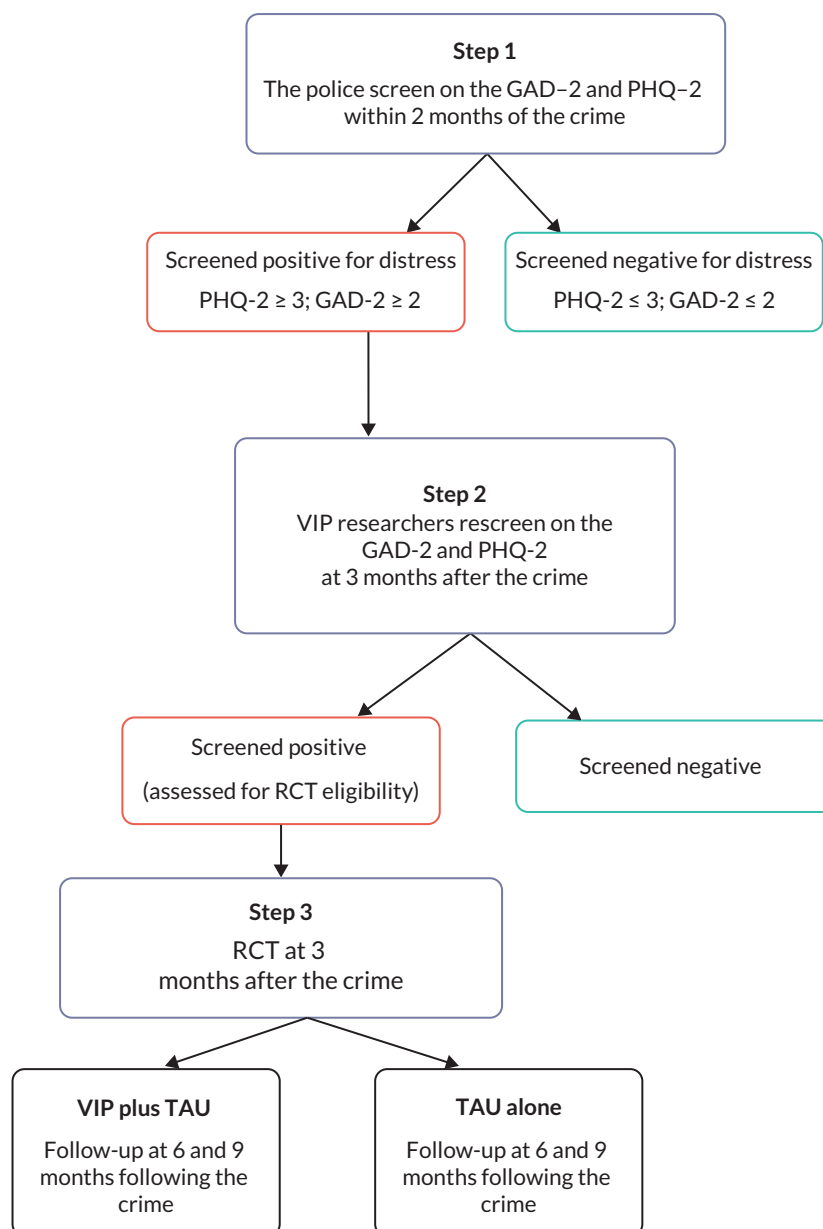 Step 1
The police screen on the GAD–2 and PHQ–2
within 2 months of the crime
Screened positive for distress
PHQ-2 ≥ 3; GAD-2 ≥ 2
Screened negative for distress
PHQ-2 ≤ 3; GAD-2 ≤ 2
Step 2
VIP researchers rescreen on the
GAD-2 and PHQ-2
at 3 months after the crime
Screened positive
(assessed for RCT eligibility)
Screened negative
Step 3
RCT at 3
months after the crime
VIP plus TAU
Follow-up at 6 and 9
months following the
crime
TAU alone
Follow-up at 6 and 9
months following the
crime